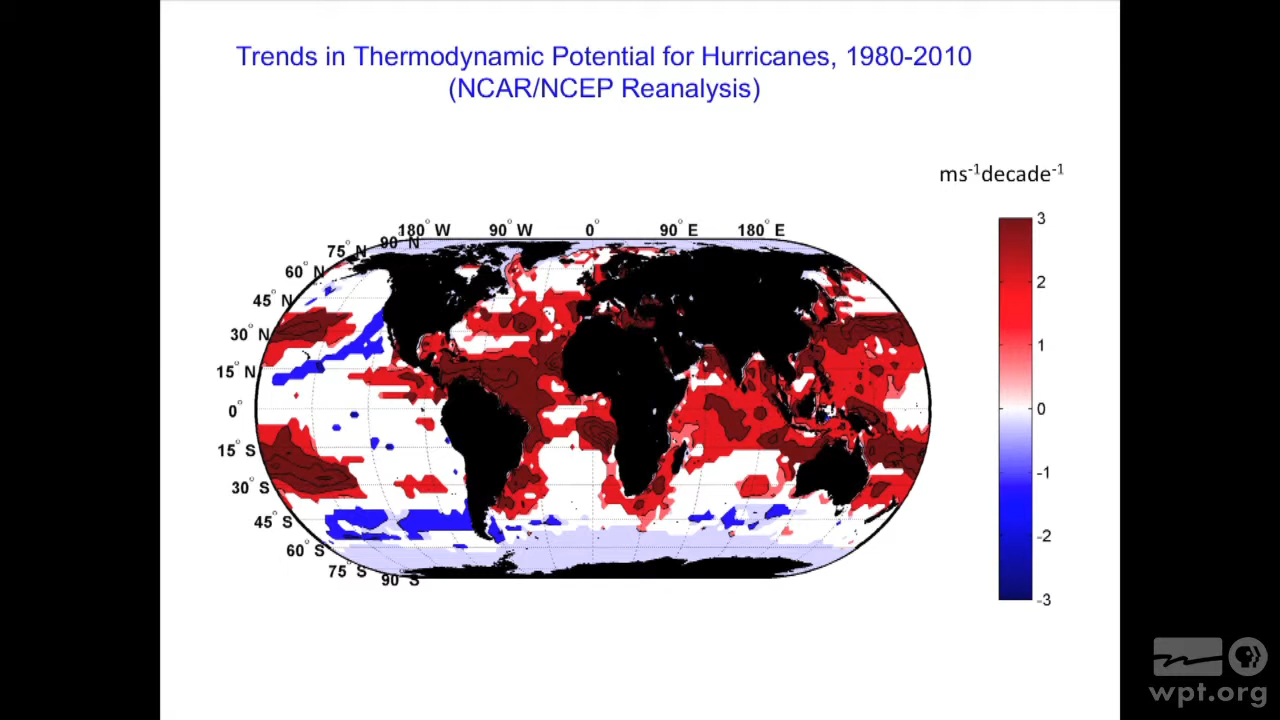 Trends in Thermodynamic Potential for Hurricanes, 1980-2010
(NCAR/NCEP Reanalysis)
ms⁻¹decade⁻¹
180° W 90° W 0° 90° E 180° E
90° N
75° N
60° N
45° N
30° N
15° N
0°
15° S
30° S
45° S
60° S
75° S
90° S
3
2
1
0
-1
-2
-3
wpt.org